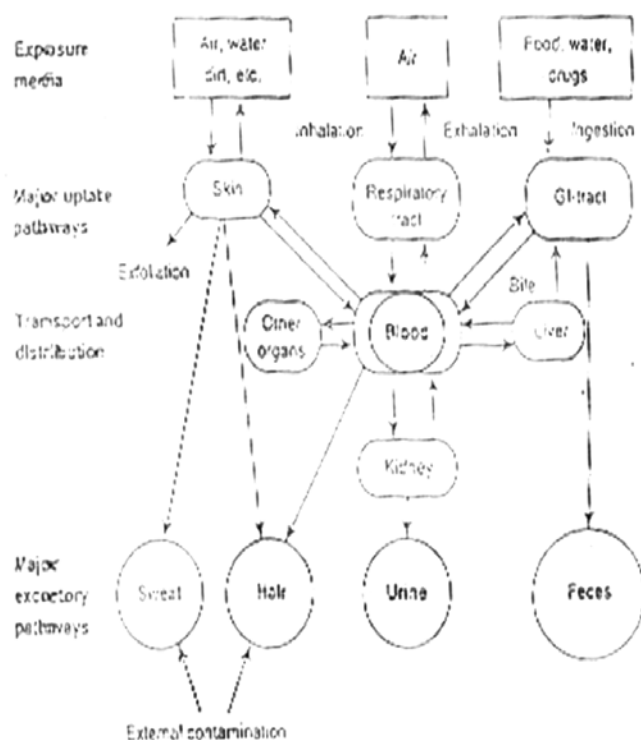 Exposure
media
Air, water
dirt, etc.
Air
Food, water,
drugs
Inhalation
Exhalation
Ingestion
Major uptake
pathways
Skin
Respiratory
tract
GI-tract
Exfoliation
Bile
Transport and
distribution
Other
organs
Blood
Liver
Kidney
Major
excretory
pathways
Sweat
Hair
Urine
Feces
External contamination